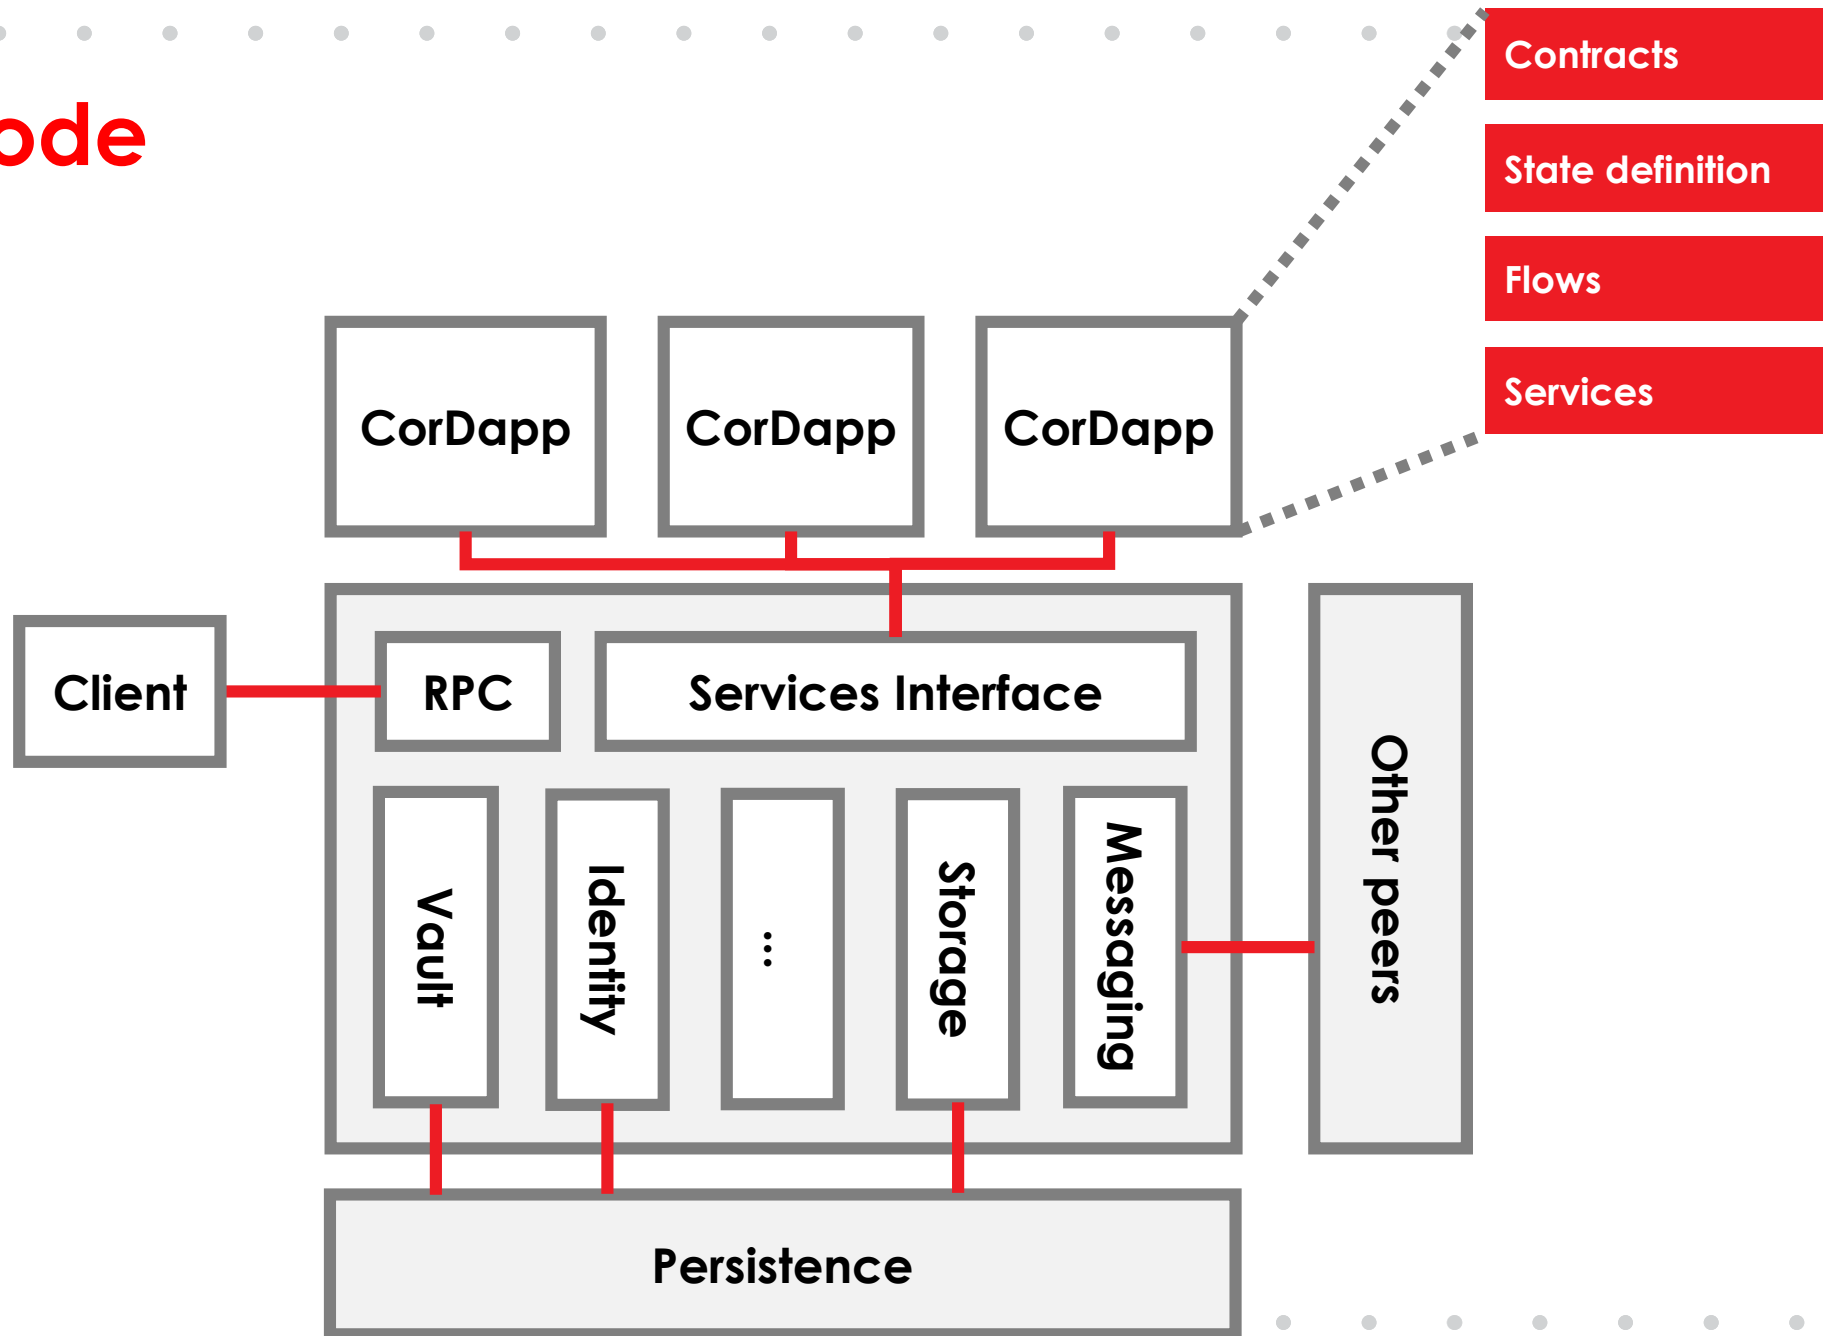 ode
Contracts
State definition
Flows
Services
CorDapp
CorDapp
CorDapp
Client
RPC
Services Interface
Vault
Identity
...
Storage
Messaging
Other peers
Persistence